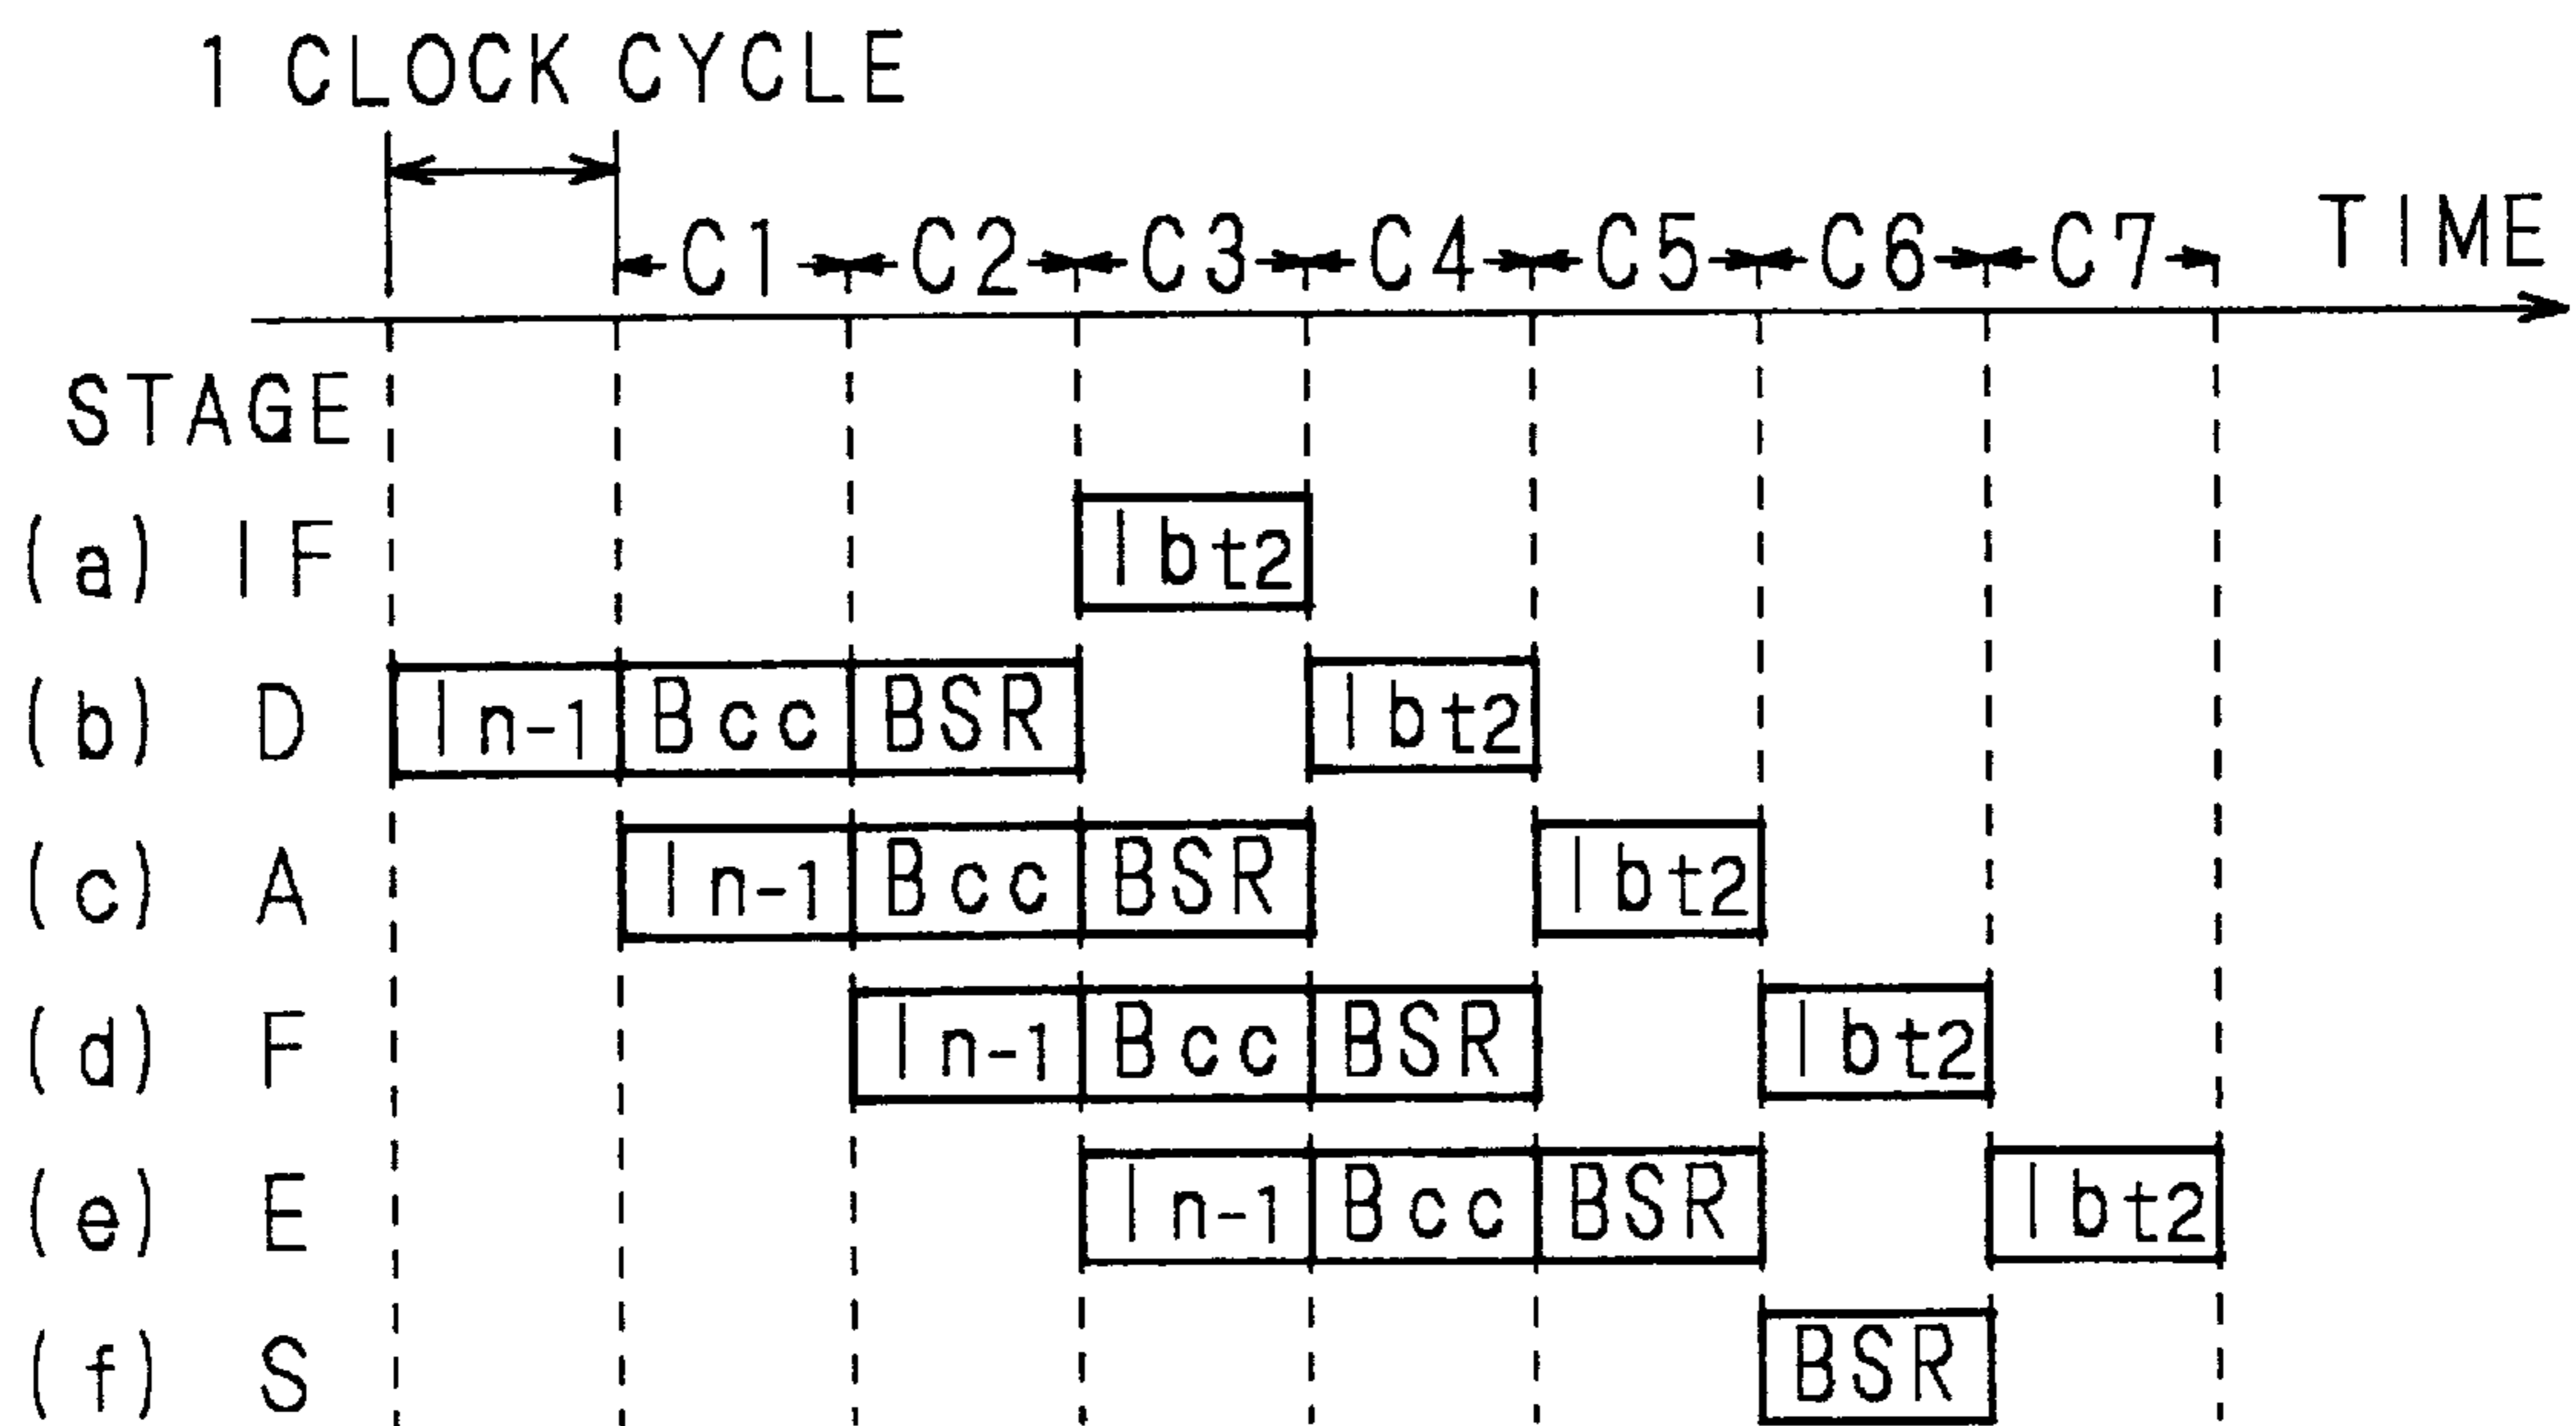 1 CLOCK CYCLE
C1 C2 C3 C4 C5 C6 C7 TIME
STAGE
(a) IF Ibt2
(b) D In-1 Bcc BSR Ibt2
(c) A In-1 Bcc BSR Ibt2
(d) F In-1 Bcc BSR Ibt2
(e) E In-1 Bcc BSR Ibt2
(f) S BSR